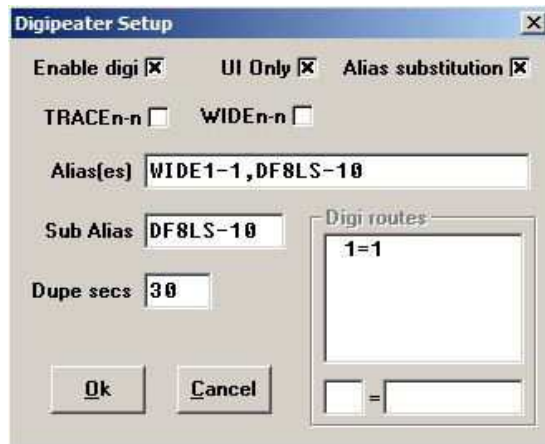 Digipeater Setup
Enable digi UI Only Alias substitution
TRACEn-n WIDEn-n
Alias(es) WIDE1-1,DF8LS-10
Sub Alias DF8LS-10
Digi routes
1=1
Dupe secs 30
Ok Cancel
=